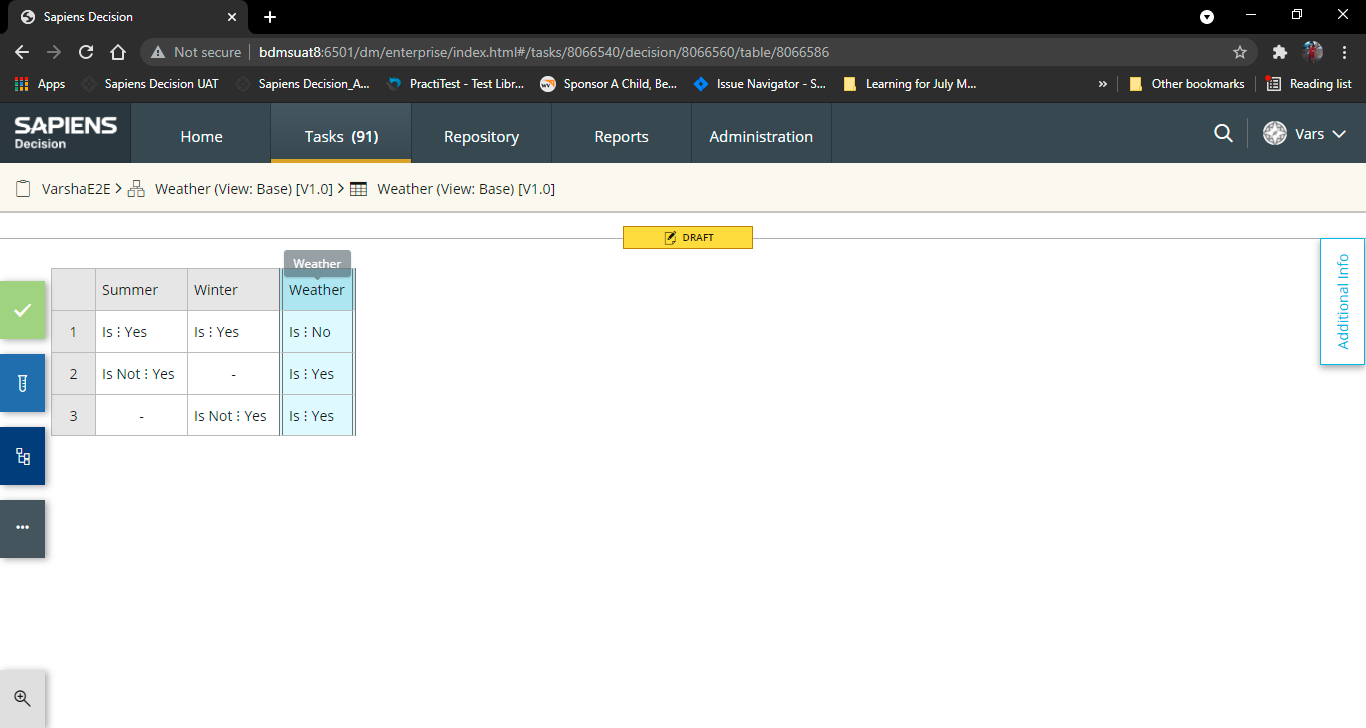 Sapiens Decision
Not secure bdmsuat8:6501/dm/enterprise/index.html#/tasks/8066540/decision/8066560/table/8066586
Apps Sapiens Decision UAT Sapiens Decision_A... PractiTest - Test Libr... Sponsor A Child, Be... Issue Navigator - S... Learning for July M... » Other bookmarks Reading list
SAPIENS
Decision
Home Tasks (91) Repository Reports Administration Vars
VarshaE2E > Weather (View: Base) [V1.0] > Weather (View: Base) [V1.0]
DRAFT
Weather
Summer Winter Weather
1 Is ⋮ Yes Is ⋮ Yes Is ⋮ No
2 Is Not ⋮ Yes - Is ⋮ Yes
3 - Is Not ⋮ Yes Is ⋮ Yes
Additional Info